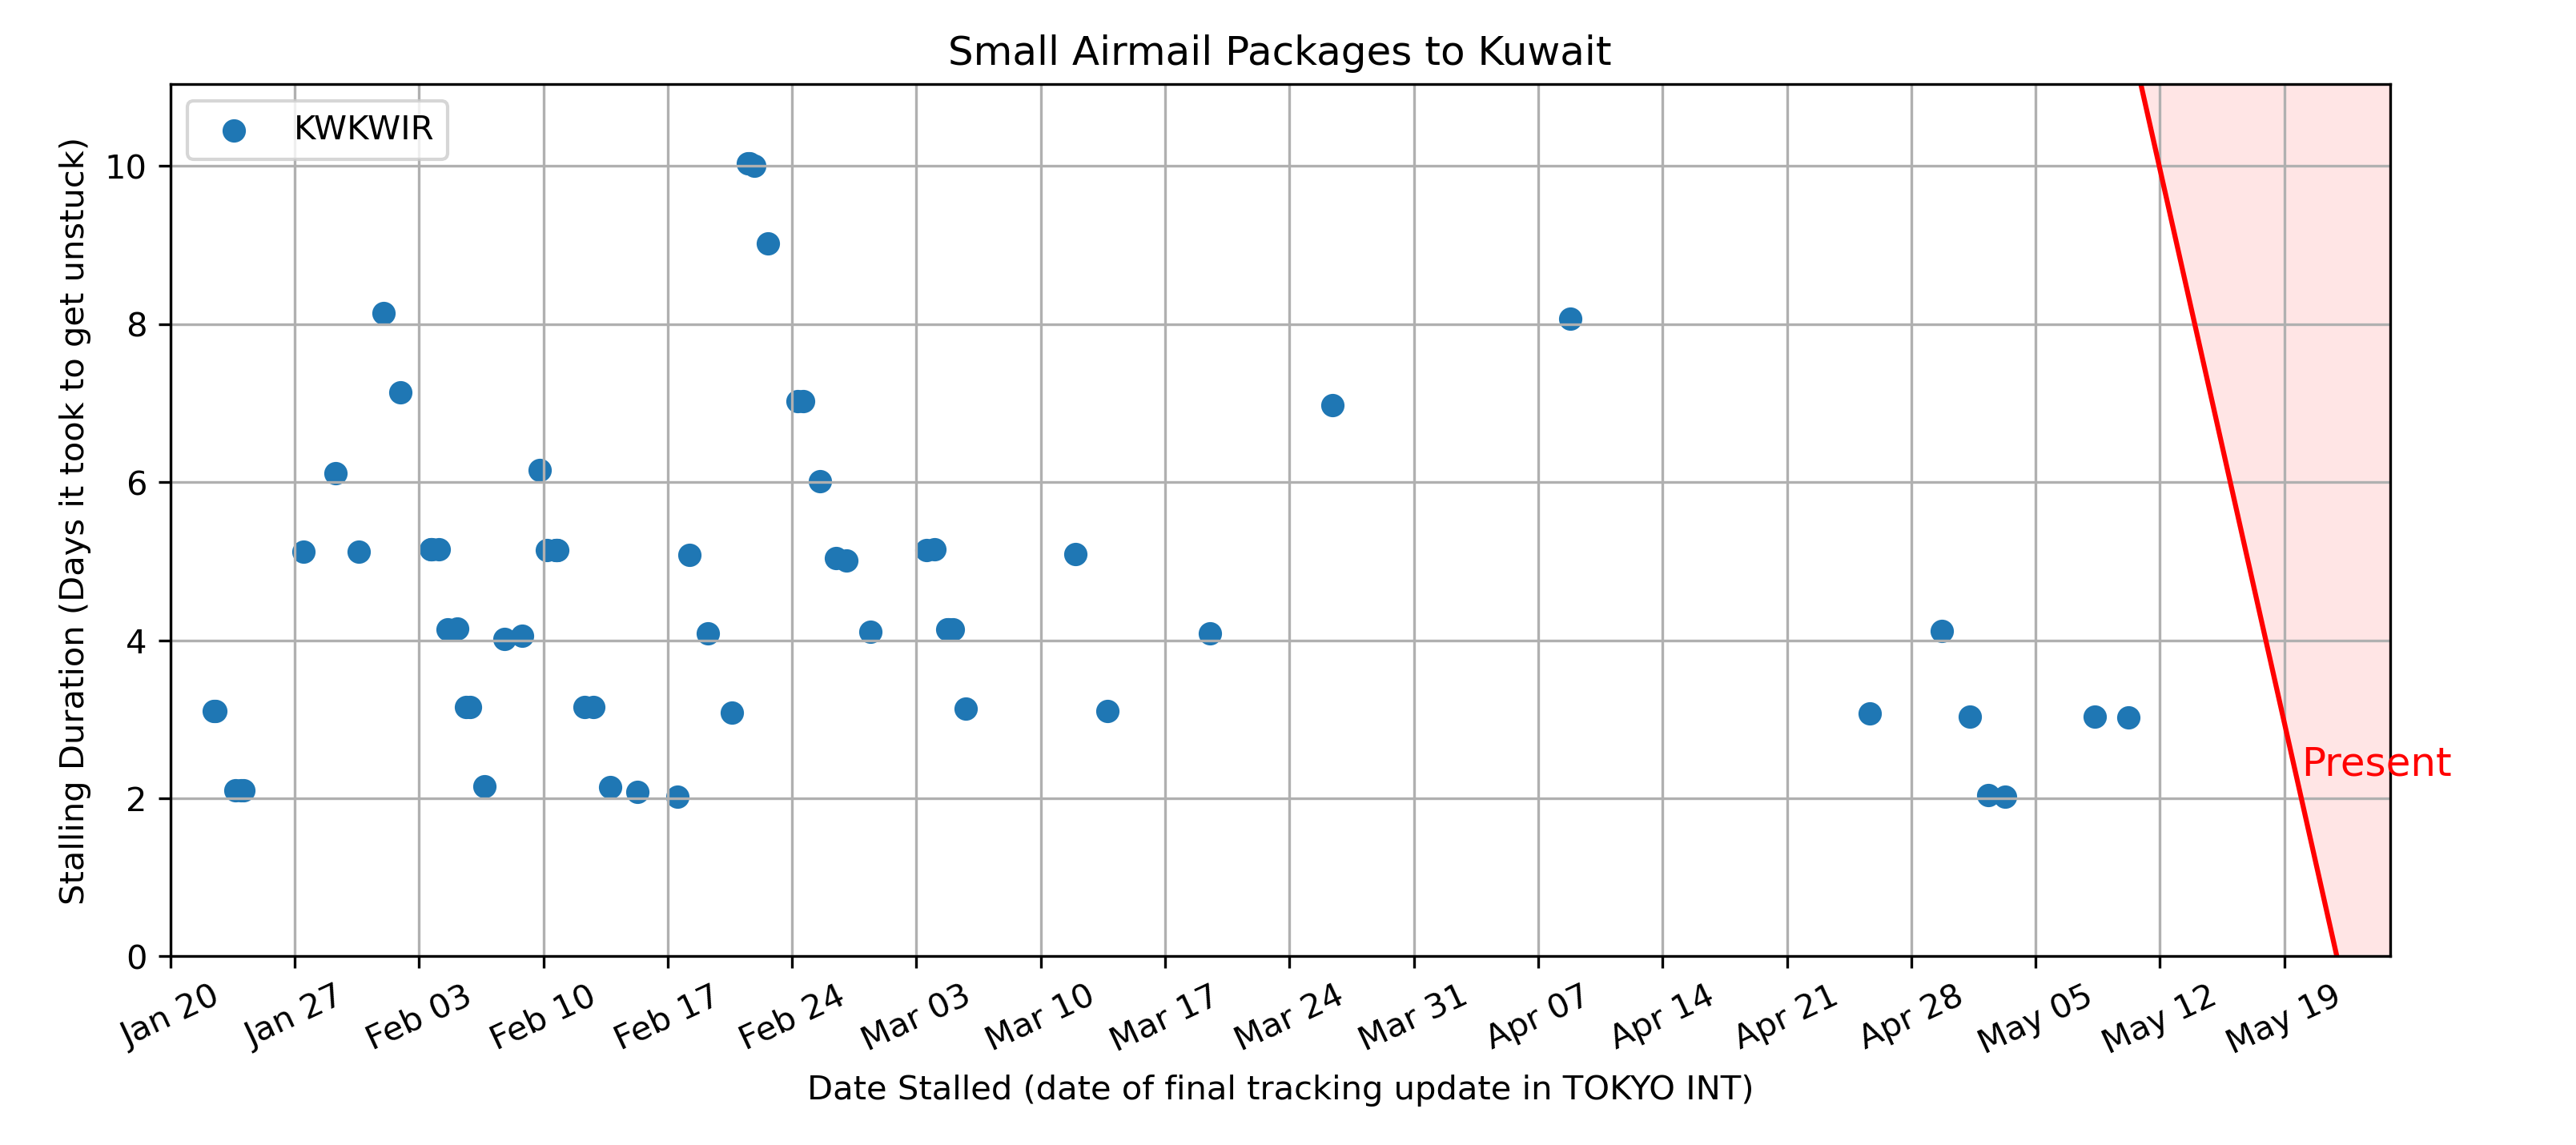 Small Airmail Packages to Kuwait
KWKWIR
Stalling Duration (Days it took to get unstuck)
10
8
6
4
2
0
Present
Jan 20
Jan 27
Feb 03
Feb 10
Feb 17
Feb 24
Mar 03
Mar 10
Mar 17
Mar 24
Mar 31
Apr 07
Apr 14
Apr 21
Apr 28
May 05
May 12
May 19
Date Stalled (date of final tracking update in TOKYO INT)